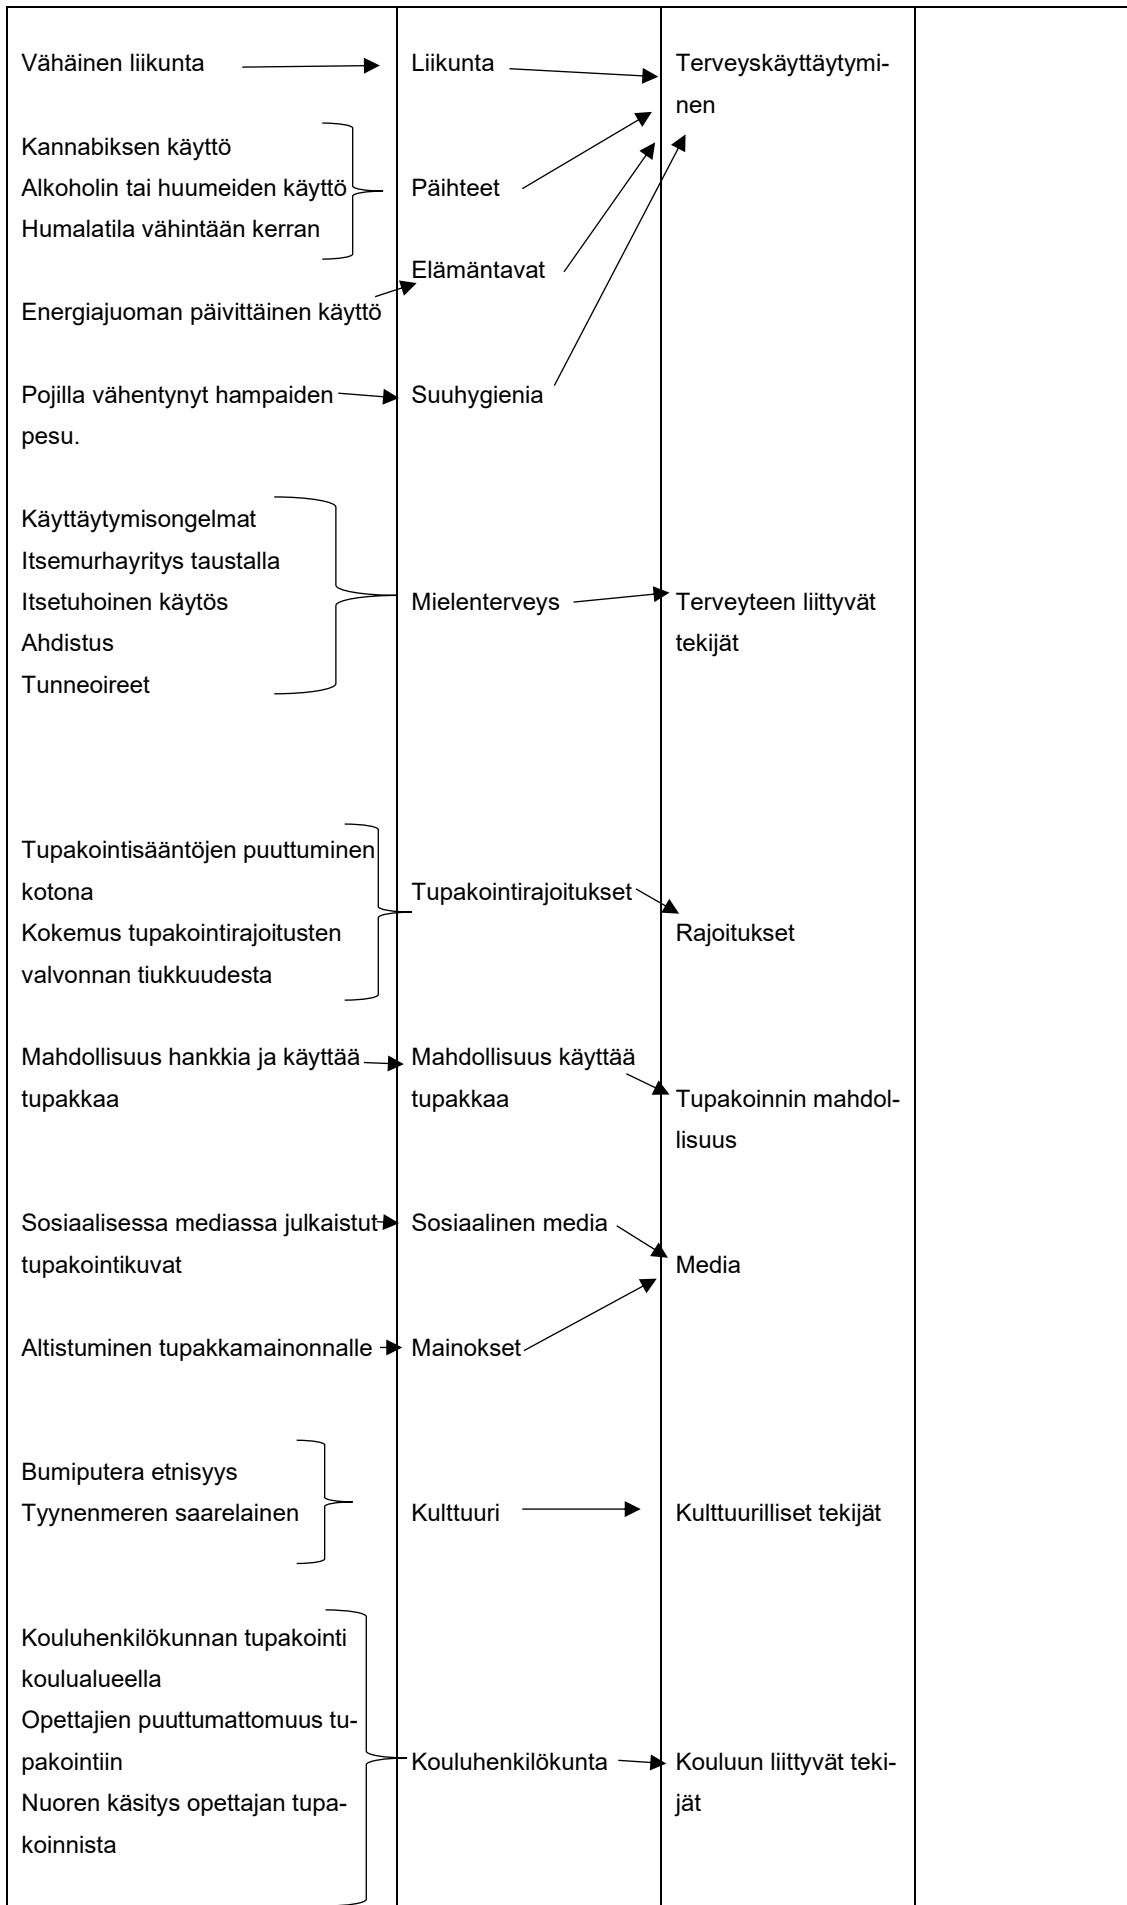 Vähäinen liikunta
Liikunta
Terveyskäyttäytymi-
nen
Kannabiksen käyttö
Alkoholin tai huumeiden käyttö
Humalatila vähintään kerran
Päihteet
Elämäntavat
Energiajuoman päivittäinen käyttö
Pojilla vähentynyt hampaiden
pesu.
Suuhygienia
Käyttäytymisongelmat
Itsemurhayritys taustalla
Itsetuhoinen käytös
Ahdistus
Tunneoireet
Mielenterveys
Terveyteen liittyvät
tekijät
Tupakointisääntöjen puuttuminen
kotona
Kokemus tupakointirajoitusten
valvonnan tiukkuudesta
Tupakointirajoitukset
Rajoitukset
Mahdollisuus hankkia ja käyttää
tupakkaa
Mahdollisuus käyttää
tupakkaa
Tupakoinnin mahdol-
lisuus
Sosiaalisessa mediassa julkaistut
tupakointikuvat
Sosiaalinen media
Media
Altistuminen tupakkamainonnalle
Mainokset
Bumiputera etnisyys
Tyynenmeren saarelainen
Kulttuuri
Kulttuurilliset tekijät
Kouluhenkilökunnan tupakointi
koulualueella
Opettajien puuttumattomuus tu-
pakointiin
Nuoren käsitys opettajan tupa-
koinnista
Kouluhenkilökunta
Kouluun liittyvät teki-
jät